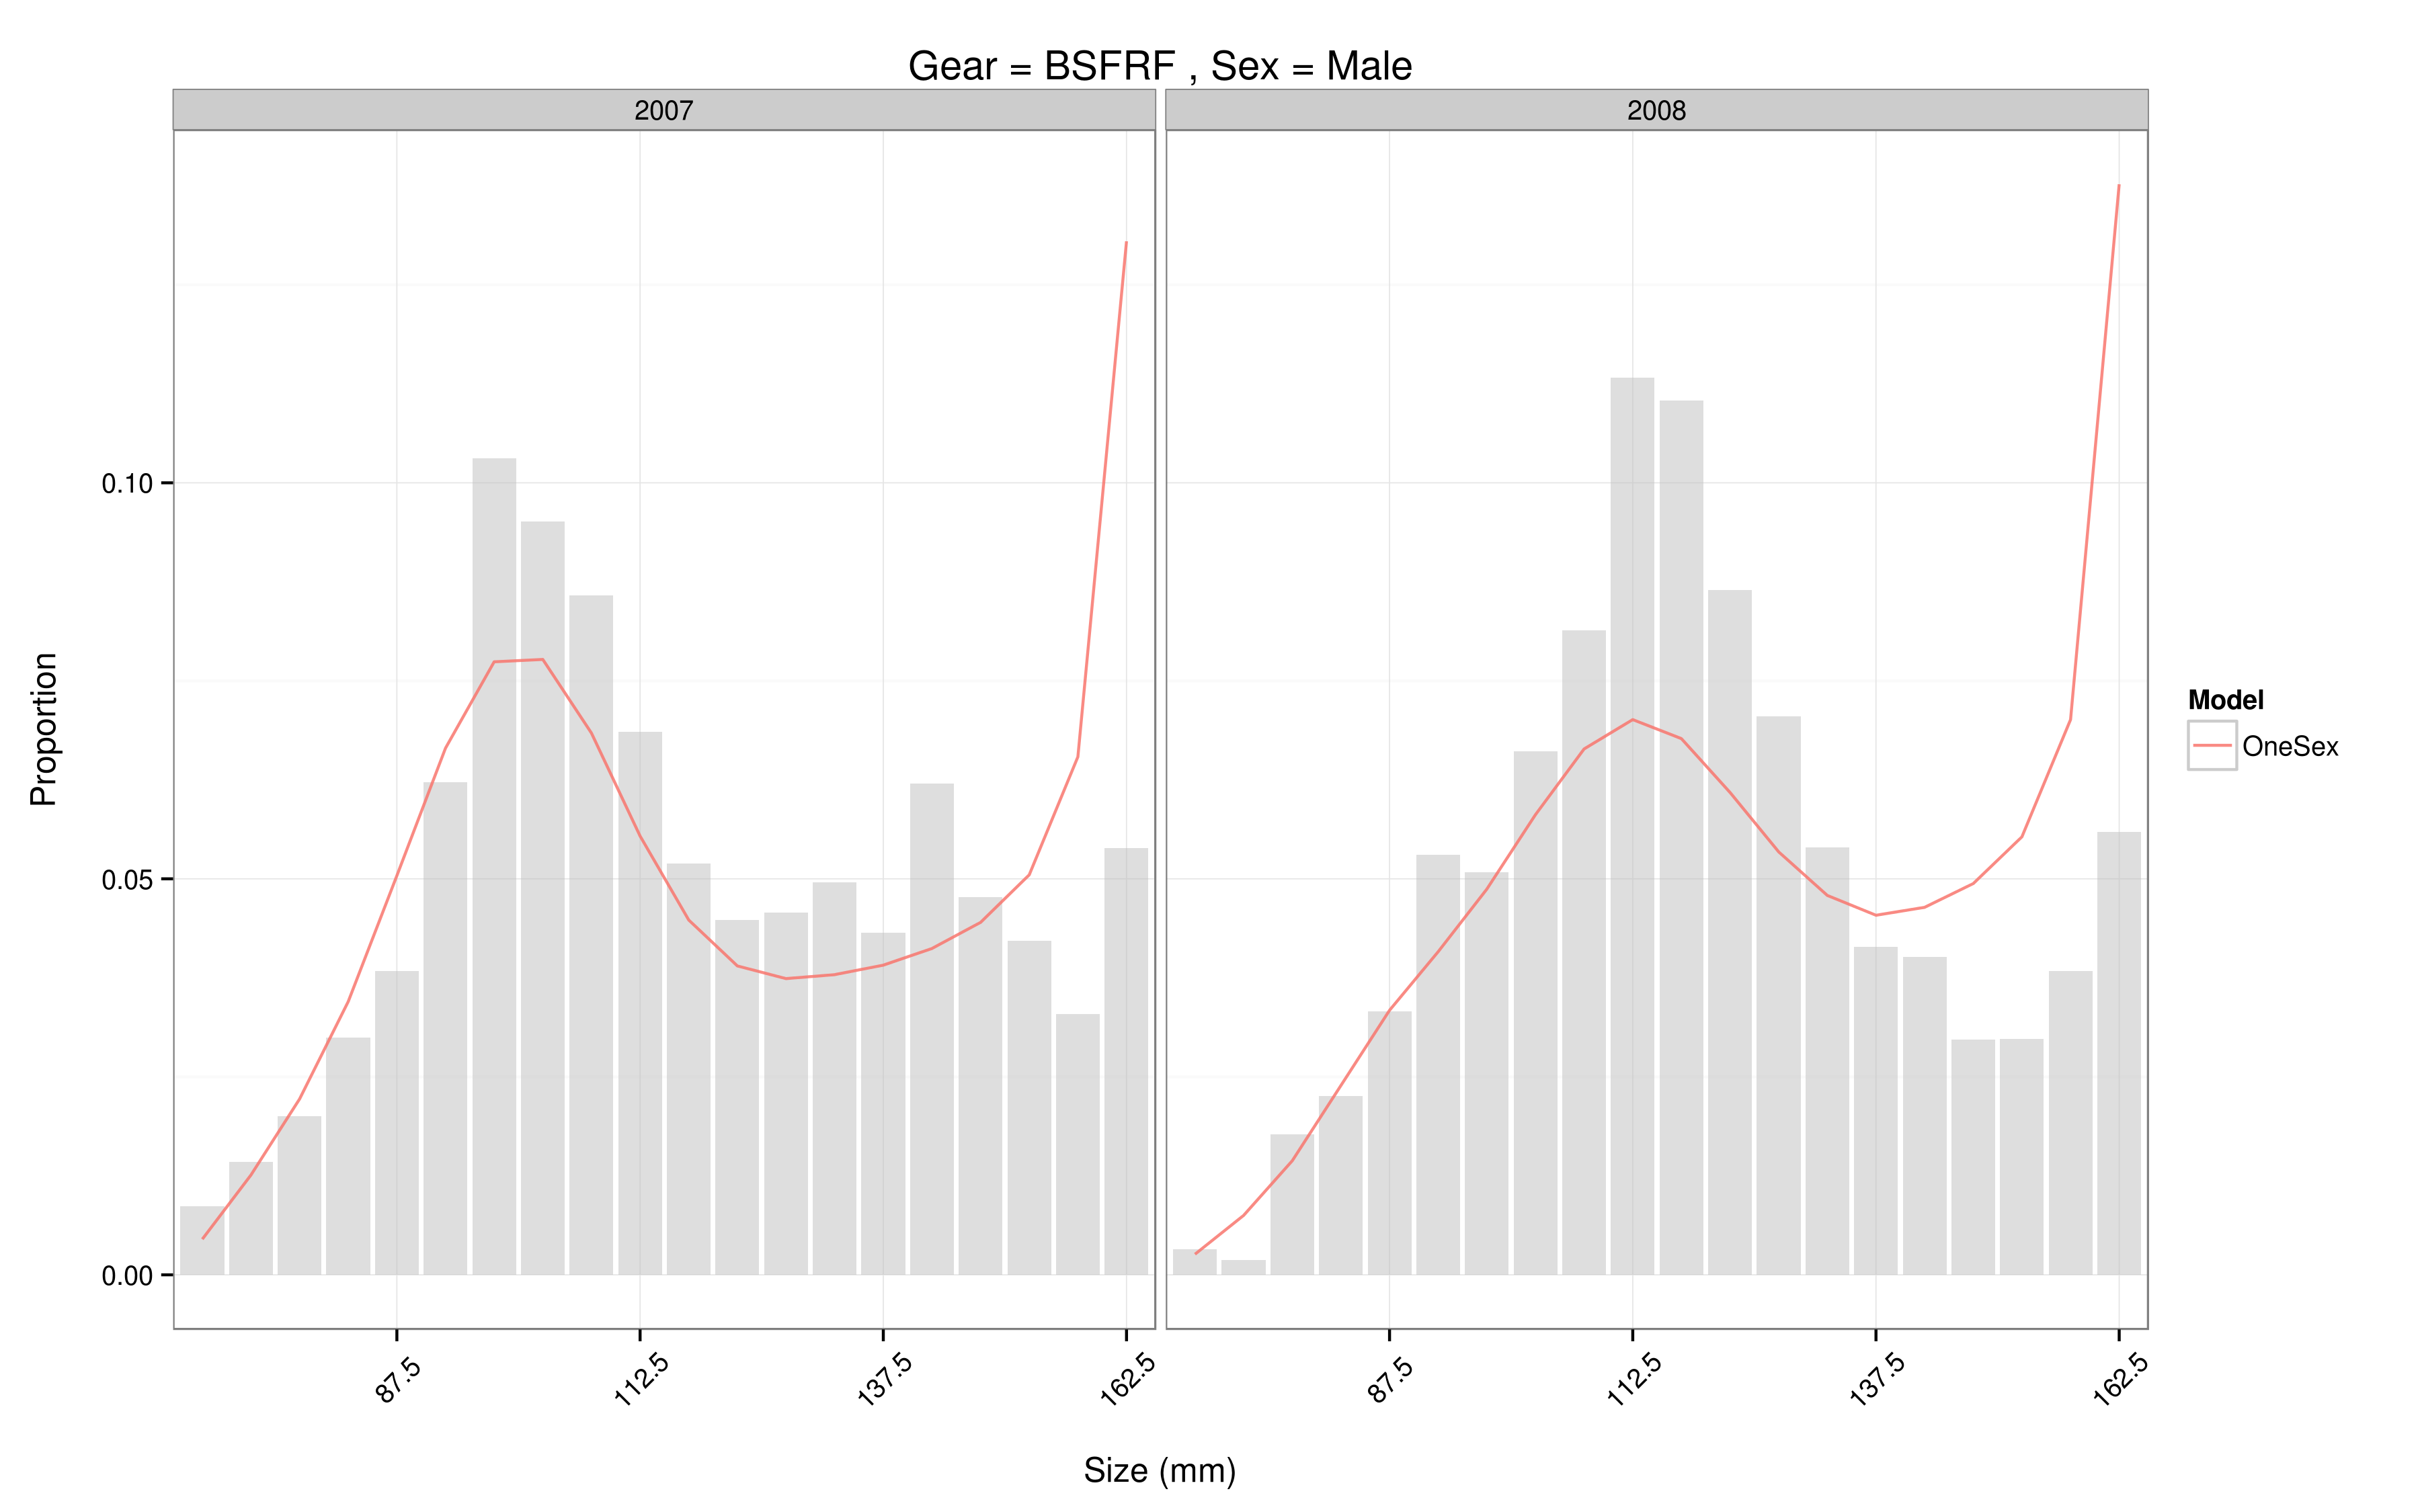 Gear = BSFRF , Sex = Male
2007
2008
Proportion
0.10
0.05
0.00
87.5
112.5
137.5
162.5
87.5
112.5
137.5
162.5
Size (mm)
Model
OneSex